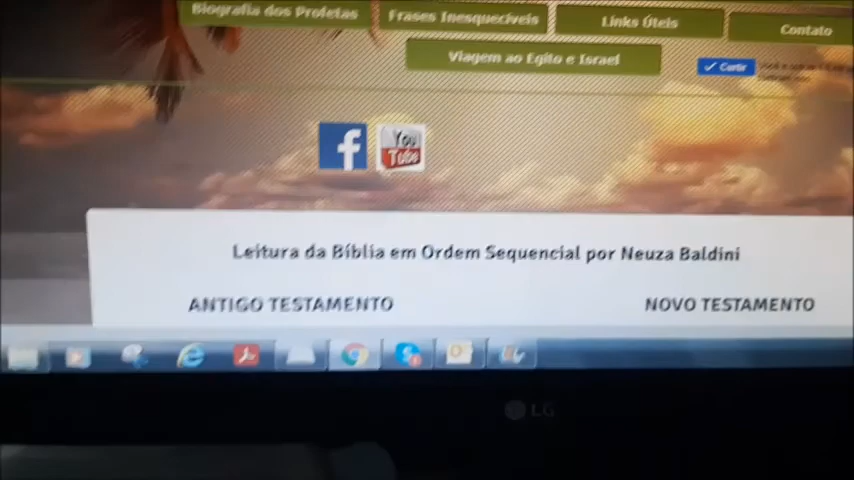 Biografia dos Profetas
Frases Inesquecíveis
Links Úteis
Contato
Viagem ao Egito e Israel
Curtir
f
You
Tube
Leitura da Bíblia em Ordem Sequencial por Neuza Baldini
ANTIGO TESTAMENTO
NOVO TESTAMENTO
LG